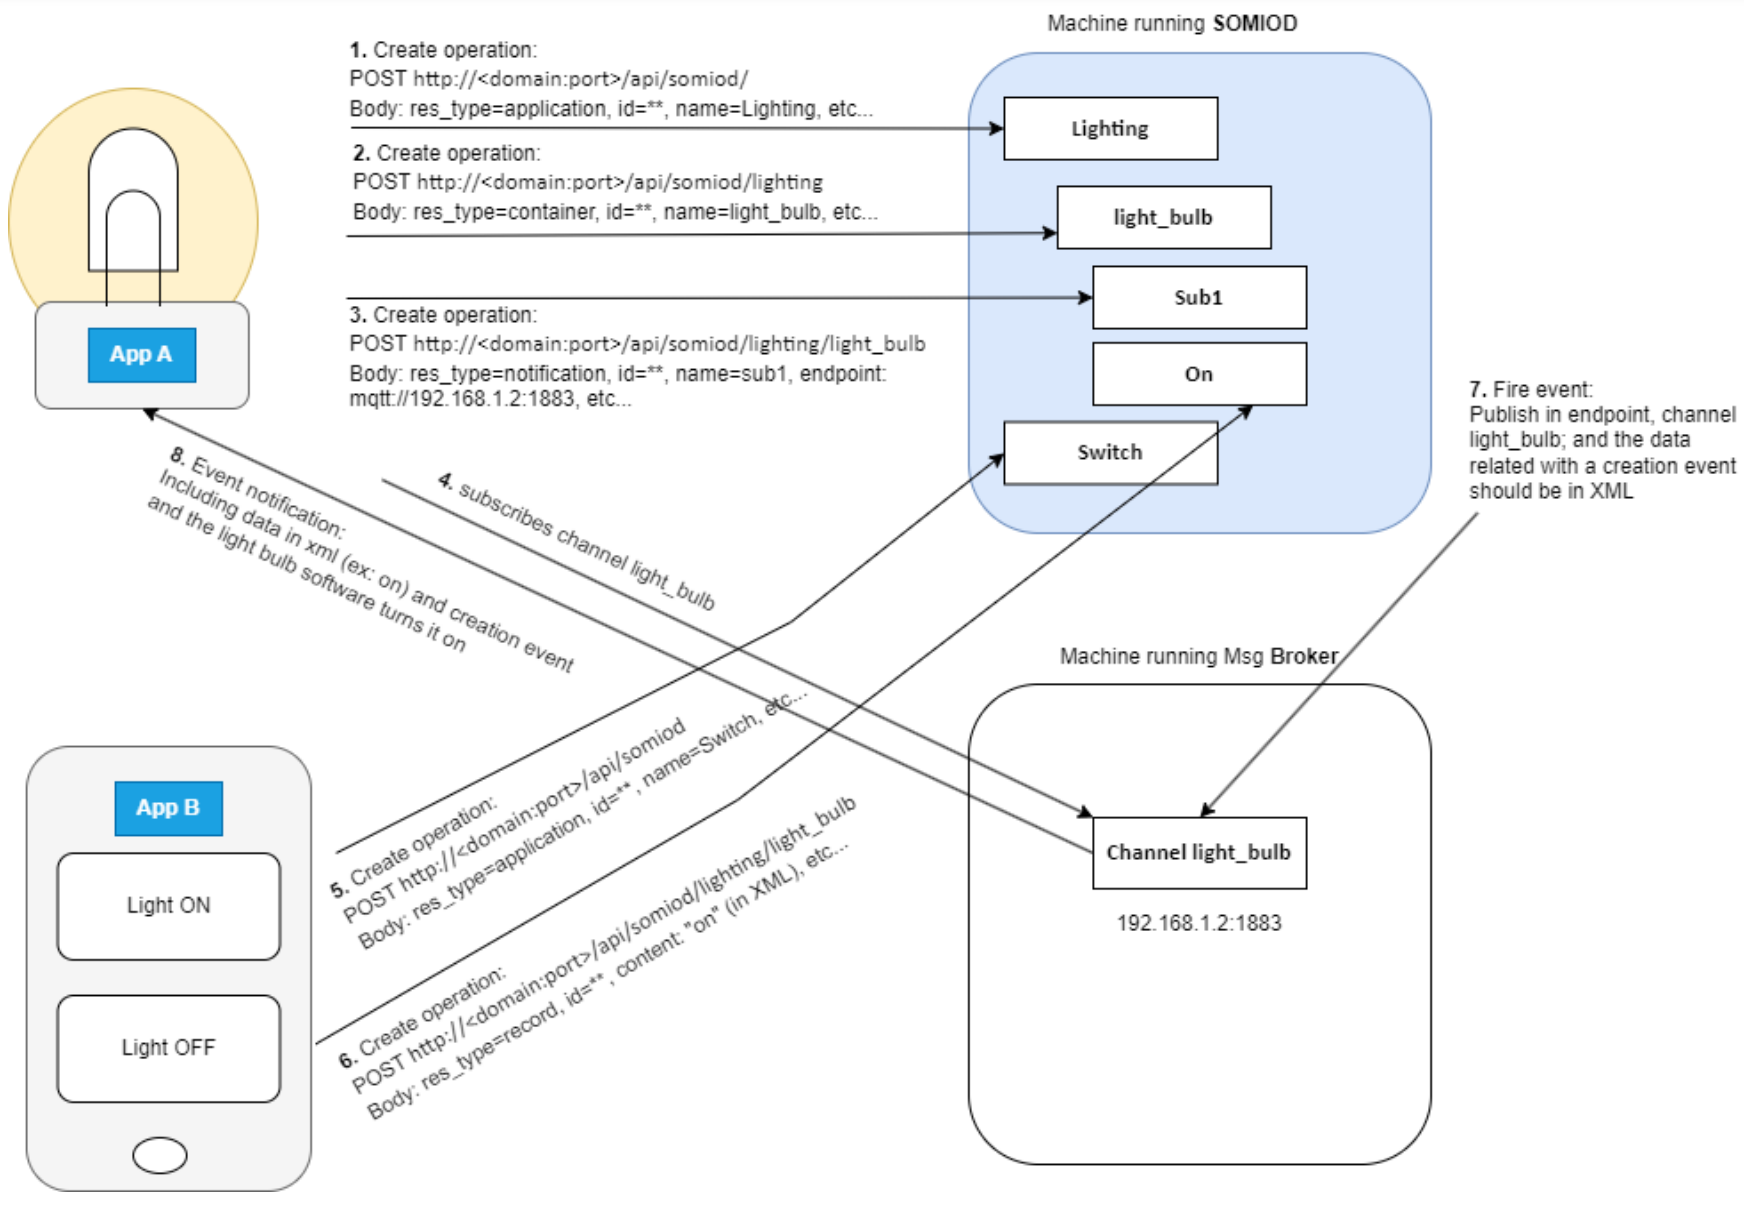 Machine running SOMIOD
1. Create operation:
POST http://<domain:port>/api/somiod/
Body: res_type=application, id=**, name=Lighting, etc...
Lighting
2. Create operation:
POST http://<domain:port>/api/somiod/lighting
Body: res_type=container, id=**, name=light_bulb, etc...
light_bulb
Sub1
3. Create operation:
POST http://<domain:port>/api/somiod/lighting/light_bulb
Body: res_type=notification, id=**, name=sub1, endpoint:
mqtt://192.168.1.2:1883, etc...
App A
On
Switch
7. Fire event:
Publish in endpoint, channel
light_bulb; and the data
related with a creation event
should be in XML
8. Event notification:
Including data in xml (ex: on) and creation event
and the light bulb software turns it on
4. subscribes channel light_bulb
Machine running Msg Broker
5. Create operation:
POST http://<domain:port>/api/somiod
Body: res_type=application, id=** , name=Switch, etc...
App B
Light ON
Light OFF
6. Create operation:
POST http://<domain:port>/api/somiod/lighting/light_bulb
Body: res_type=record, id=** , content: "on" (in XML), etc...
Channel light_bulb
192.168.1.2:1883